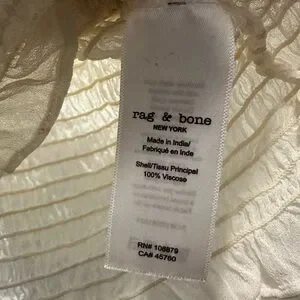 rag & bone
NEW YORK
Made in India/
Fabriqué en Inde
Shell/Tissu Principal
100% Viscose
RN# 108879
CA# 45760